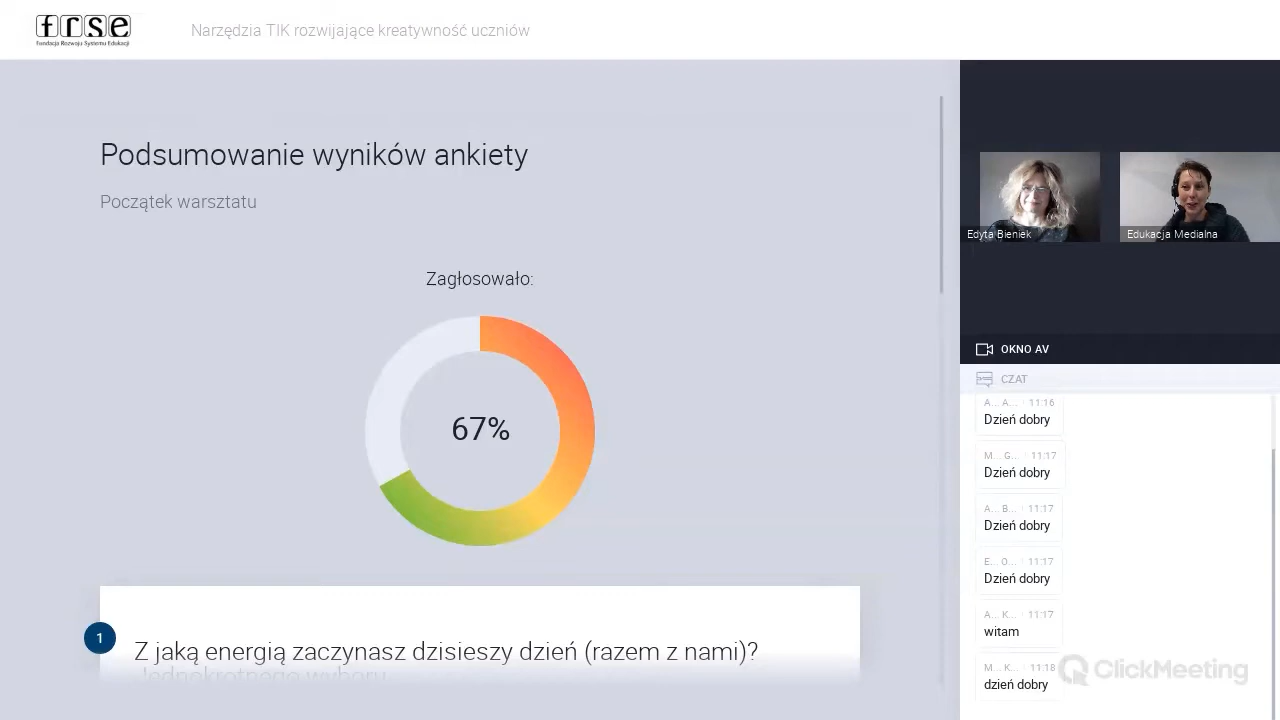 frse
Fundacja Rozwoju Systemu Edukacji
Narzędzia TIK rozwijające kreatywność uczniów
Podsumowanie wyników ankiety
Początek warsztatu
Zagłosowało:
67%
1
Z jaką energią zaczynasz dzisieszy dzień (razem z nami)?
Jednokrotnego wyboru
Edyta Bieniek
Edukacja Medialna
OKNO AV
CZAT
A... A... 11:16
Dzień dobry
M... G... 11:17
Dzień dobry
A... B... 11:17
Dzień dobry
E... O... 11:17
Dzień dobry
A... K... 11:17
witam
M... K... 11:18
dzień dobry
ClickMeeting